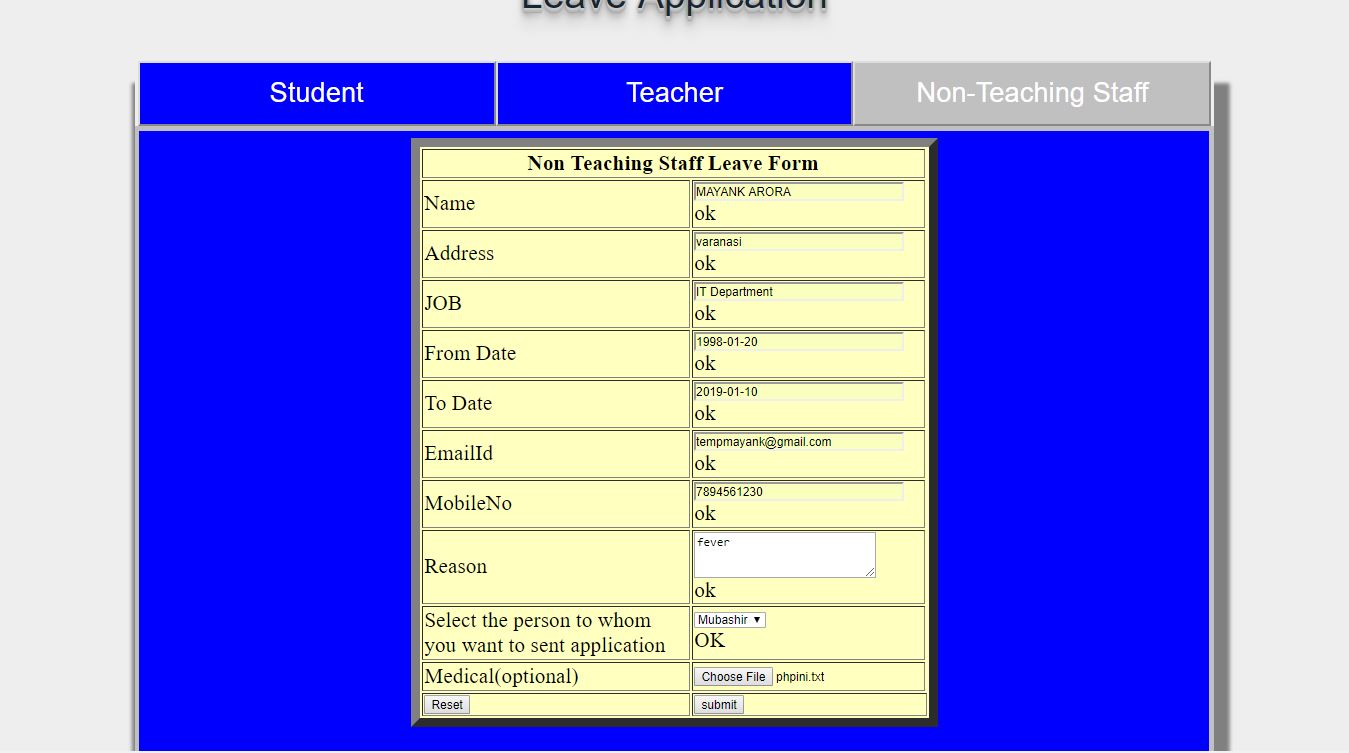 Leave Application
Student
Teacher
Non-Teaching Staff
Non Teaching Staff Leave Form
Name
MAYANK ARORA
ok
Address
varanasi
ok
JOB
IT Department
ok
From Date
1998-01-20
ok
To Date
2019-01-10
ok
EmailId
tempmayank@gmail.com
ok
MobileNo
7894561230
ok
Reason
fever
ok
Select the person to whom
you want to sent application
Mubashir
OK
Medical(optional)
Choose File phpini.txt
Reset
submit